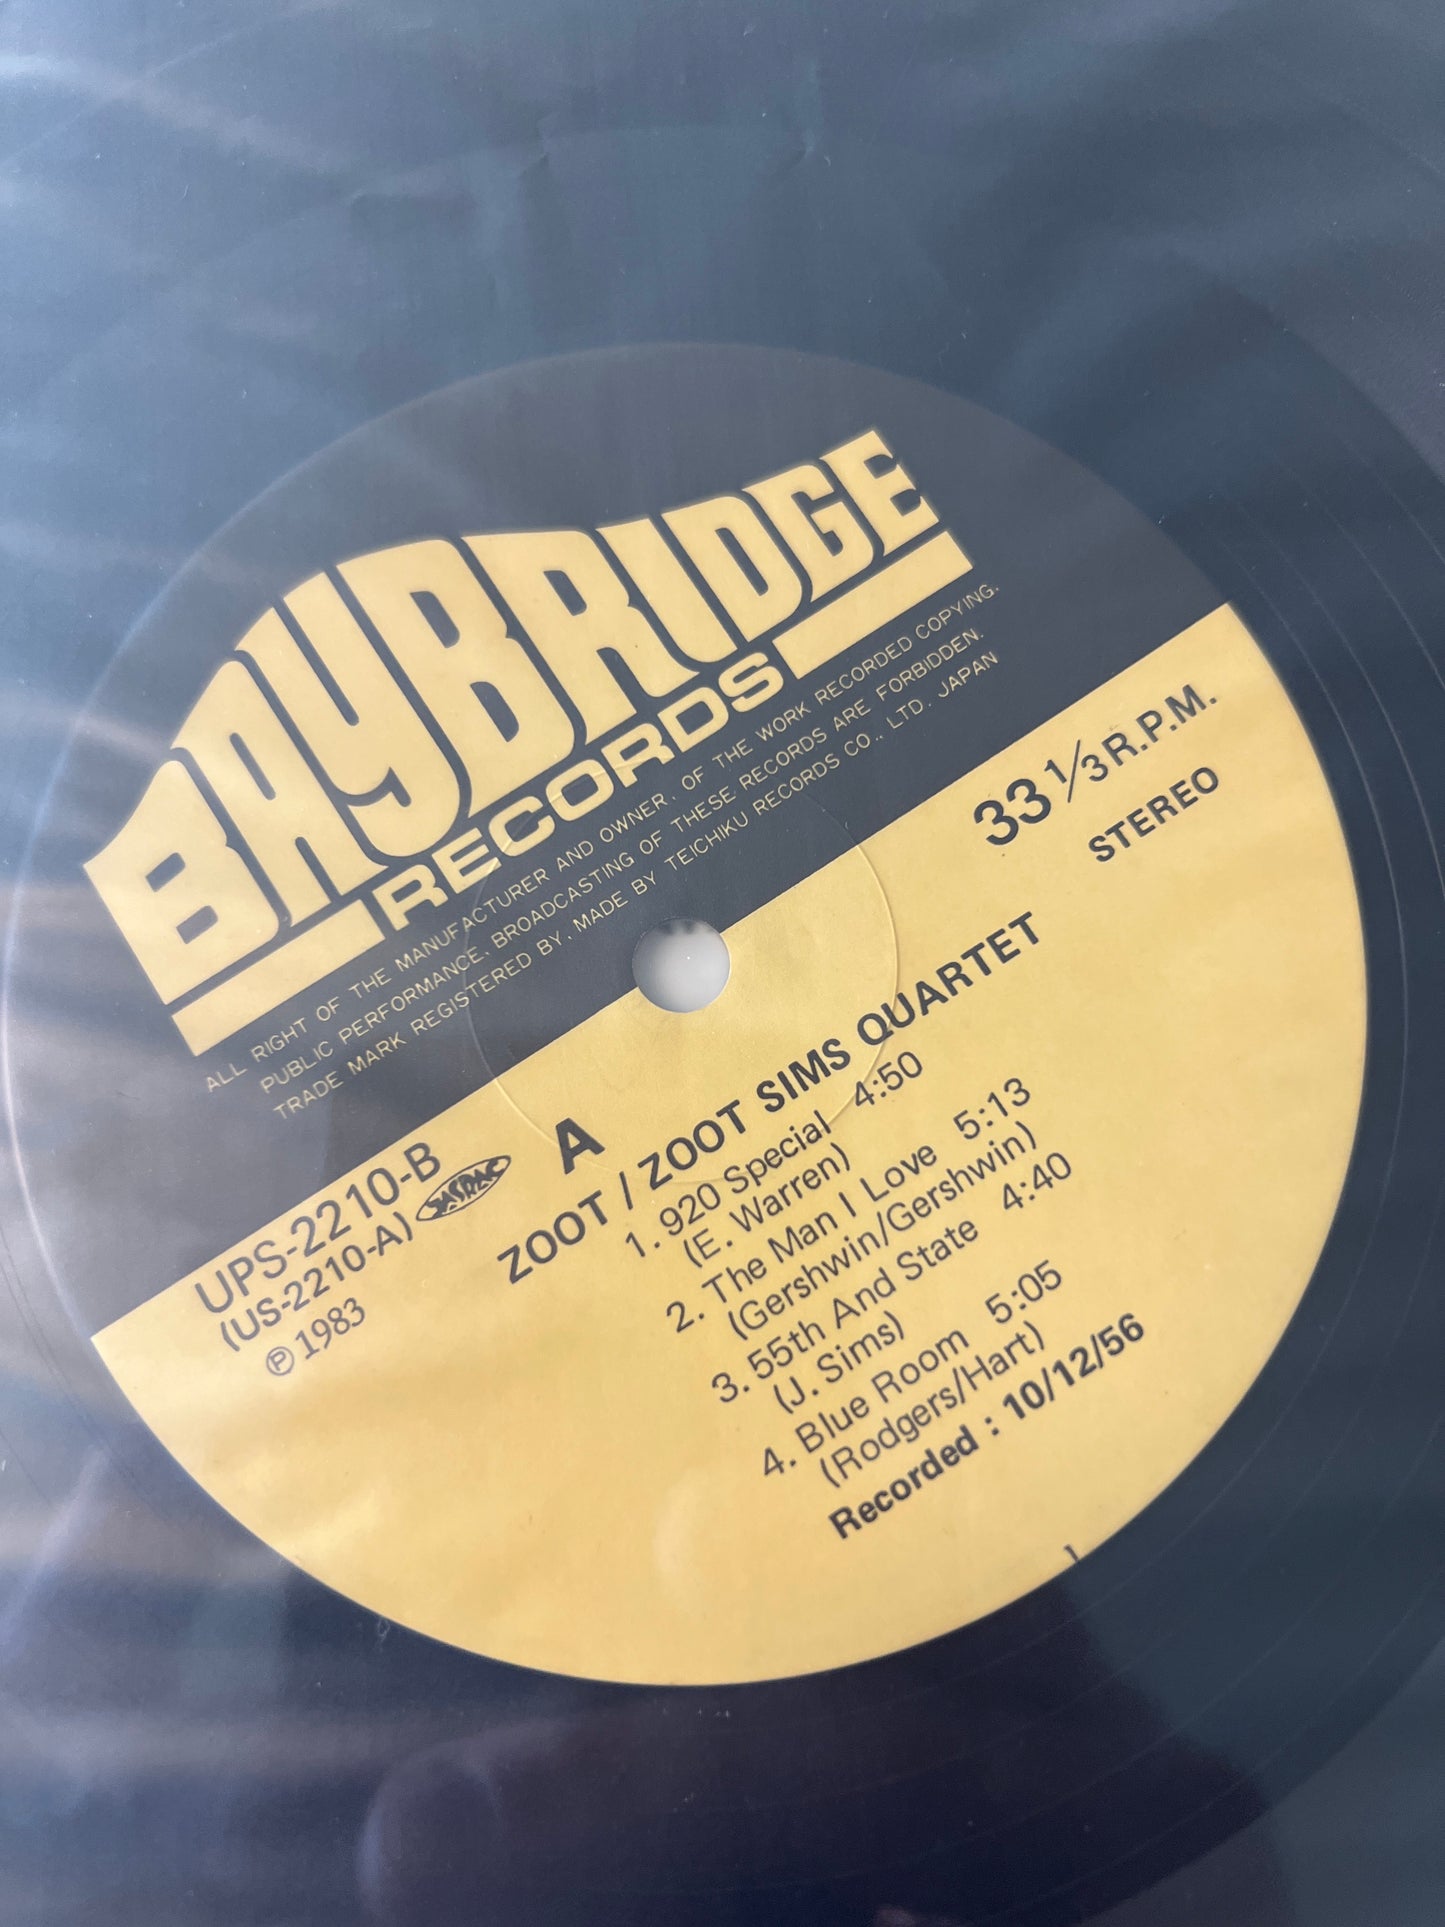 BAYBRIDGE
RECORDS
ALL RIGHT OF THE MANUFACTURER AND OWNER, OF THE WORK RECORDED COPYING.
PUBLIC PERFORMANCE, BROADCASTING OF THESE RECORDS ARE FORBIDDEN.
TRADE MARK REGISTERED BY, MADE BY TEICHIKU RECORDS CO., LTD. JAPAN
33 1/3 R.P.M.
STEREO
UPS-2210-B
(US-2210-A)
JASRAC
℗ 1983
A
ZOOT / ZOOT SIMS QUARTET
1. 920 Special 4:50
(E. Warren)
2. The Man I Love 5:13
(Gershwin/Gershwin)
3. 55th And State 4:40
(J. Sims)
4. Blue Room 5:05
(Rodgers/Hart)
Recorded : 10/12/56